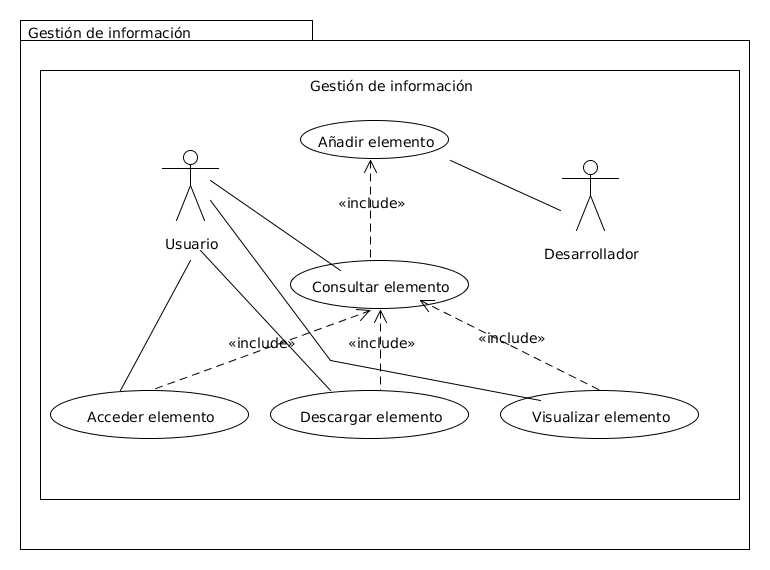 Gestión de información
Gestión de información
Añadir elemento
«include»
Usuario
Desarrollador
Consultar elemento
«include»
«include»
«include»
Acceder elemento
Descargar elemento
Visualizar elemento